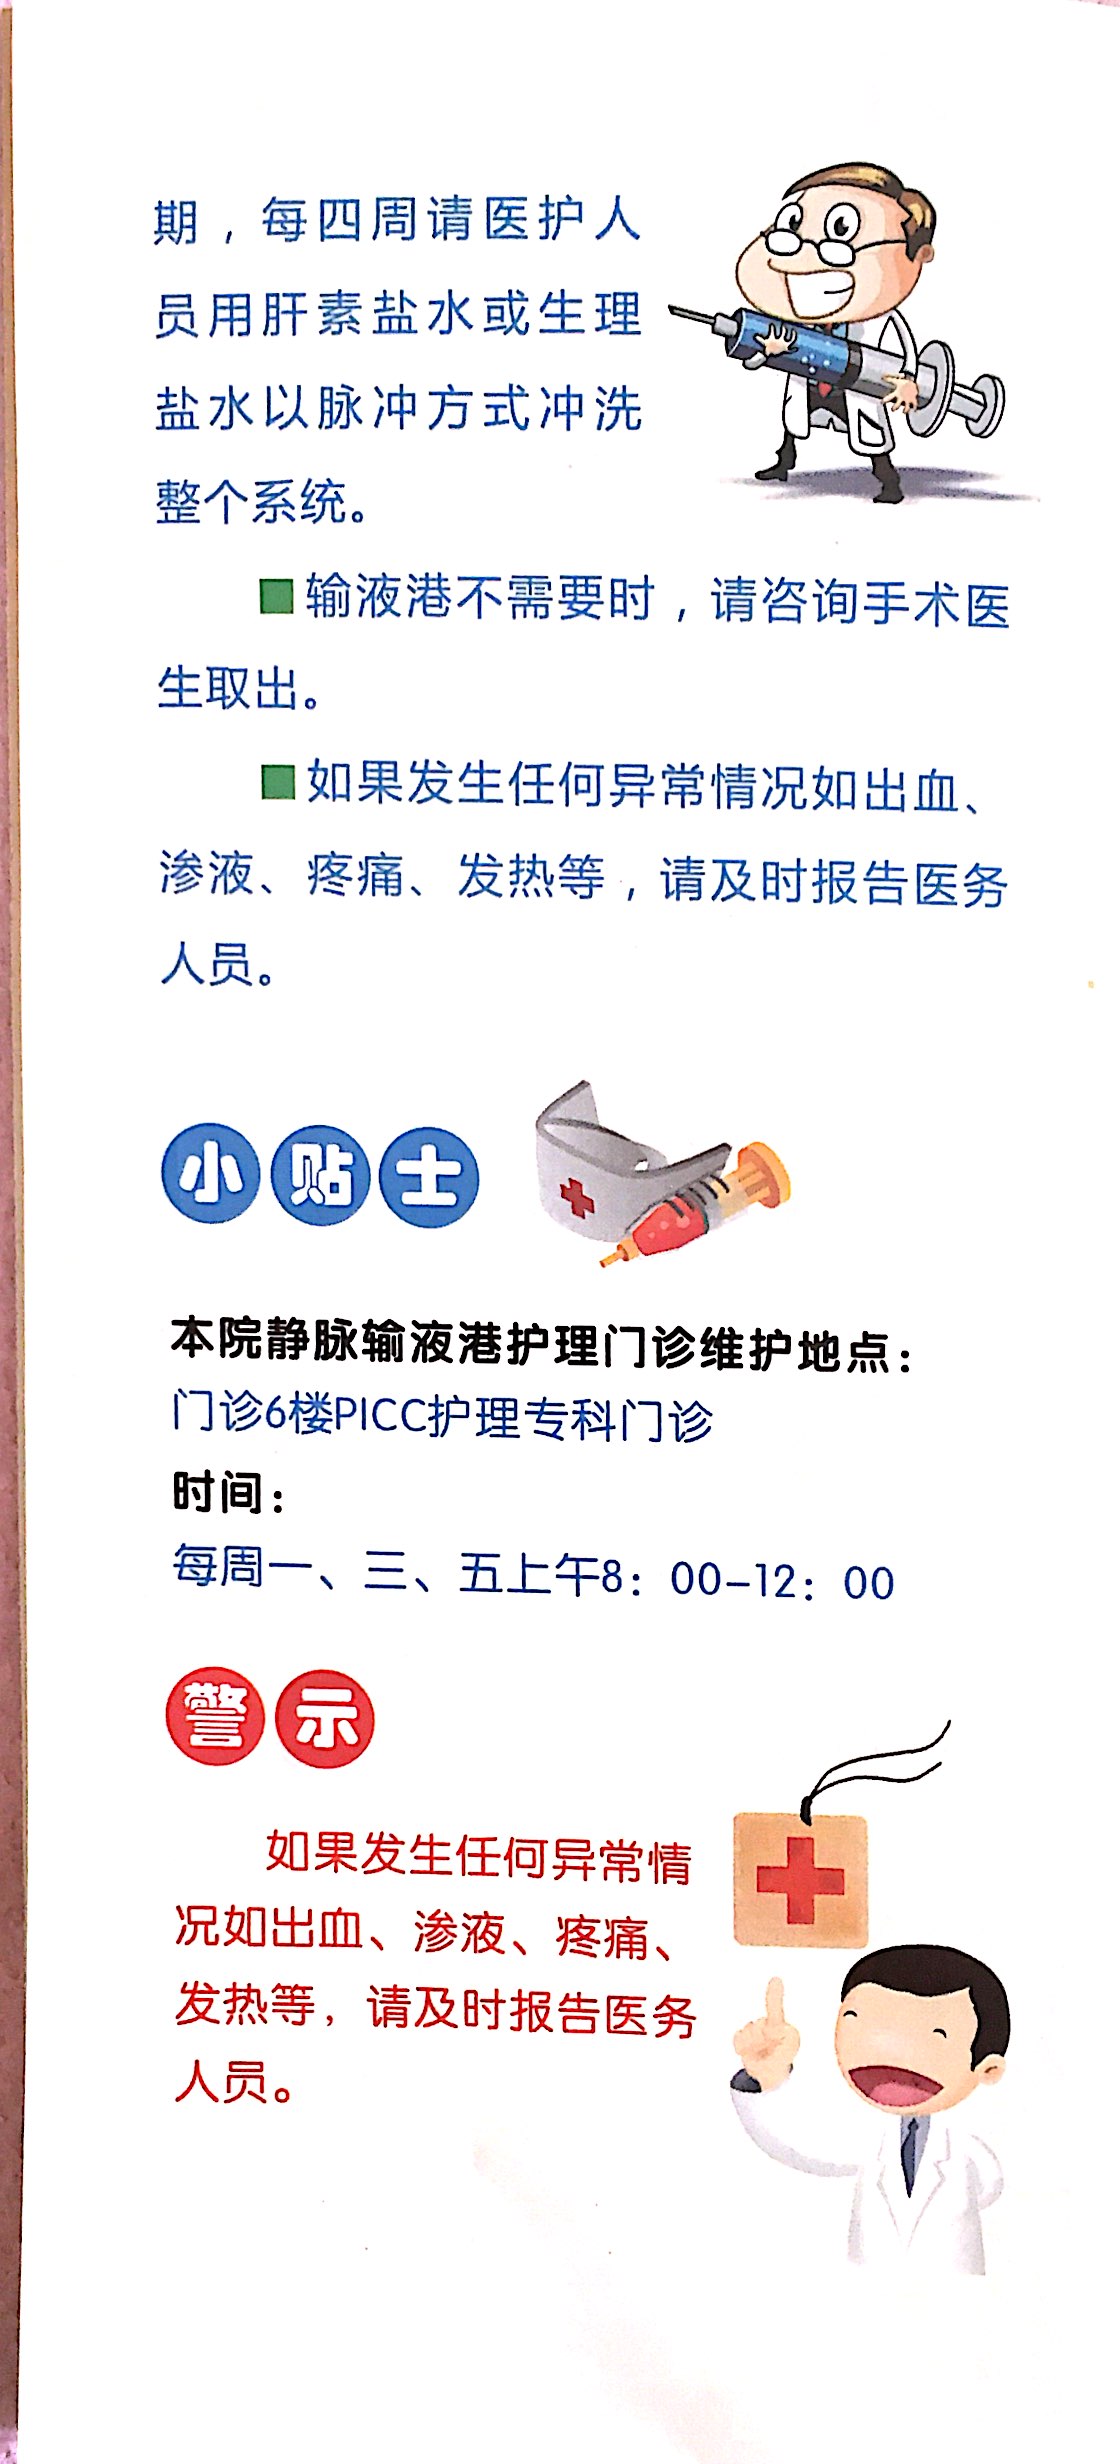 期，每四周请医护人
员用肝素盐水或生理
盐水以脉冲方式冲洗
整个系统。
■输液港不需要时，请咨询手术医
生取出。
■如果发生任何异常情况如出血、
渗液、疼痛、发热等，请及时报告医务
人员。
小贴士
本院静脉输液港护理门诊维护地点：
门诊6楼PICC护理专科门诊
时间：
每周一、三、五上午8：00-12：00
警示
如果发生任何异常情
况如出血、渗液、疼痛、
发热等，请及时报告医务
人员。